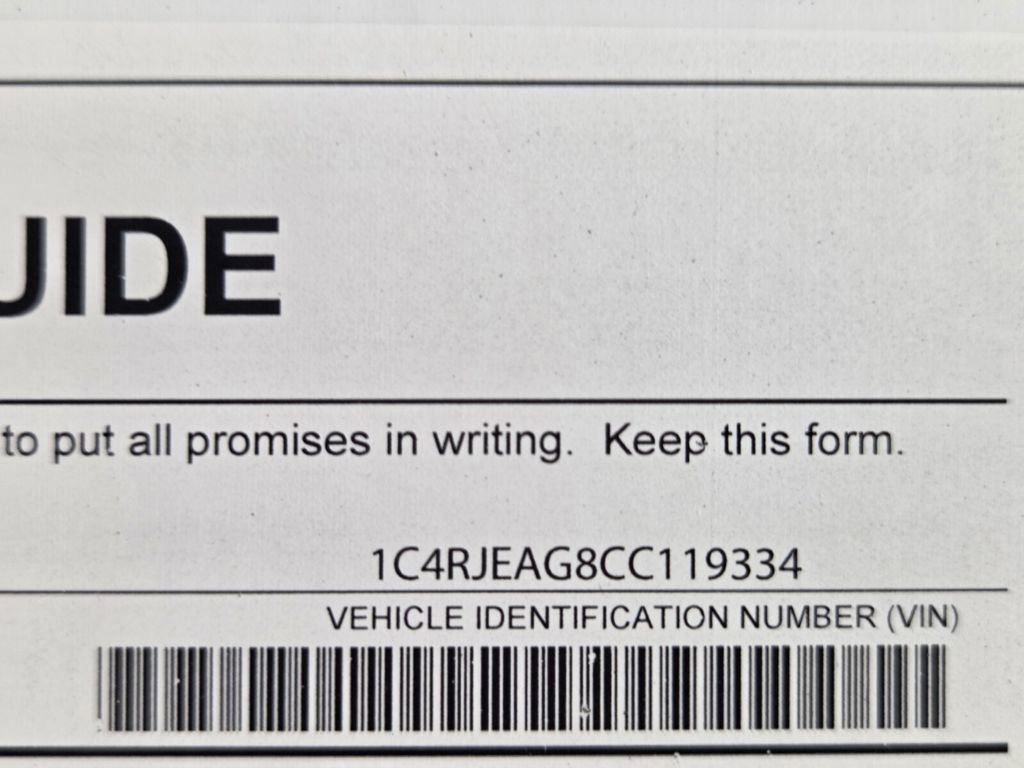 UIDE
to put all promises in writing. Keep this form.
1C4RJEAG8CC119334
VEHICLE IDENTIFICATION NUMBER (VIN)